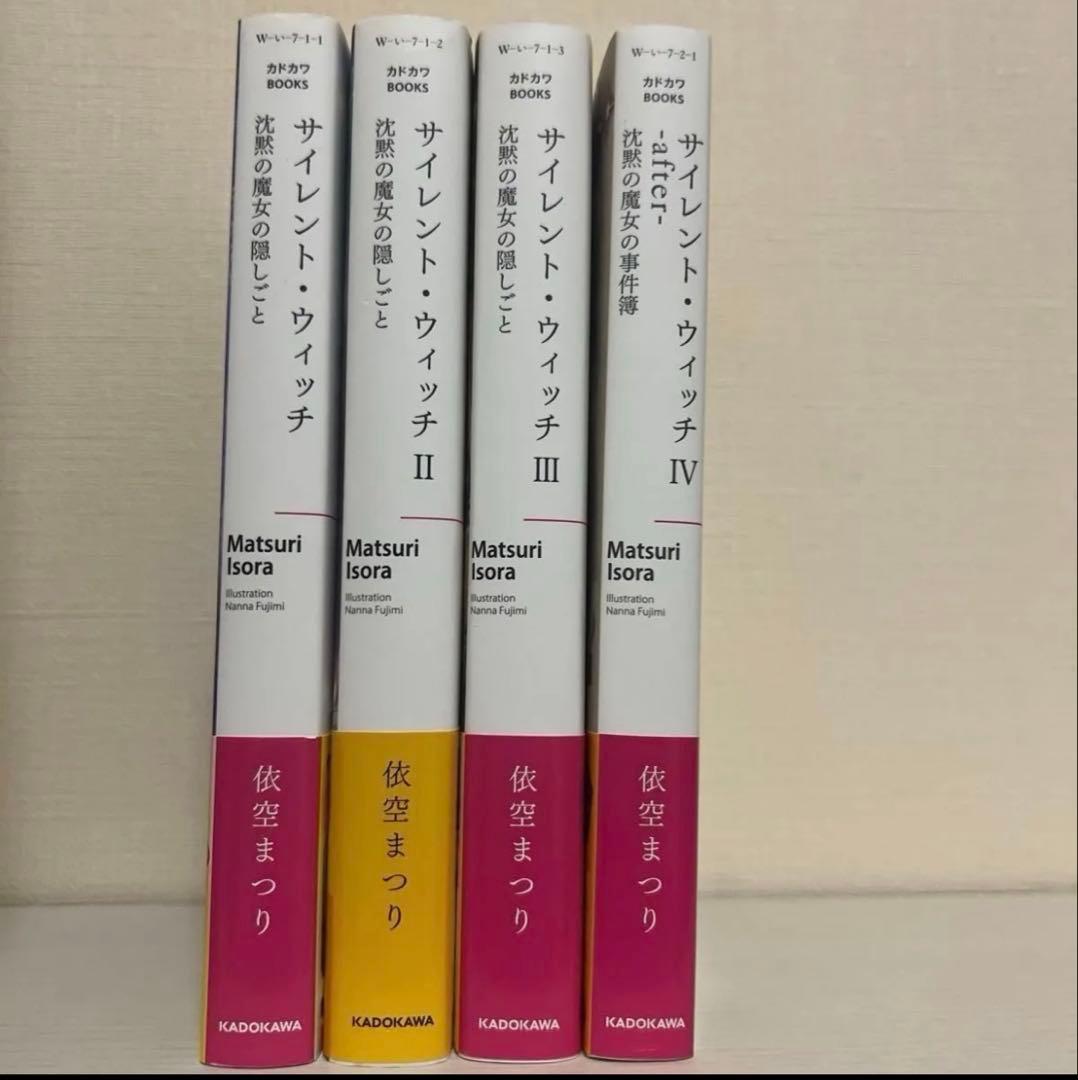 W-い-7-1-1
カドカワ
BOOKS
サイレント・ウィッチ
沈黙の魔女の隠しごと
Matsuri
Isora
Illustration
Nanna Fujimi
依空まつり
KADOKAWA
W-い-7-1-2
カドカワ
BOOKS
サイレント・ウィッチ II
沈黙の魔女の隠しごと
Matsuri
Isora
Illustration
Nanna Fujimi
依空まつり
KADOKAWA
W-い-7-1-3
カドカワ
BOOKS
サイレント・ウィッチ III
沈黙の魔女の隠しごと
Matsuri
Isora
Illustration
Nanna Fujimi
依空まつり
KADOKAWA
W-い-7-2-1
カドカワ
BOOKS
サイレント・ウィッチ IV
-after-
沈黙の魔女の事件簿
Matsuri
Isora
Illustration
Nanna Fujimi
依空まつり
KADOKAWA